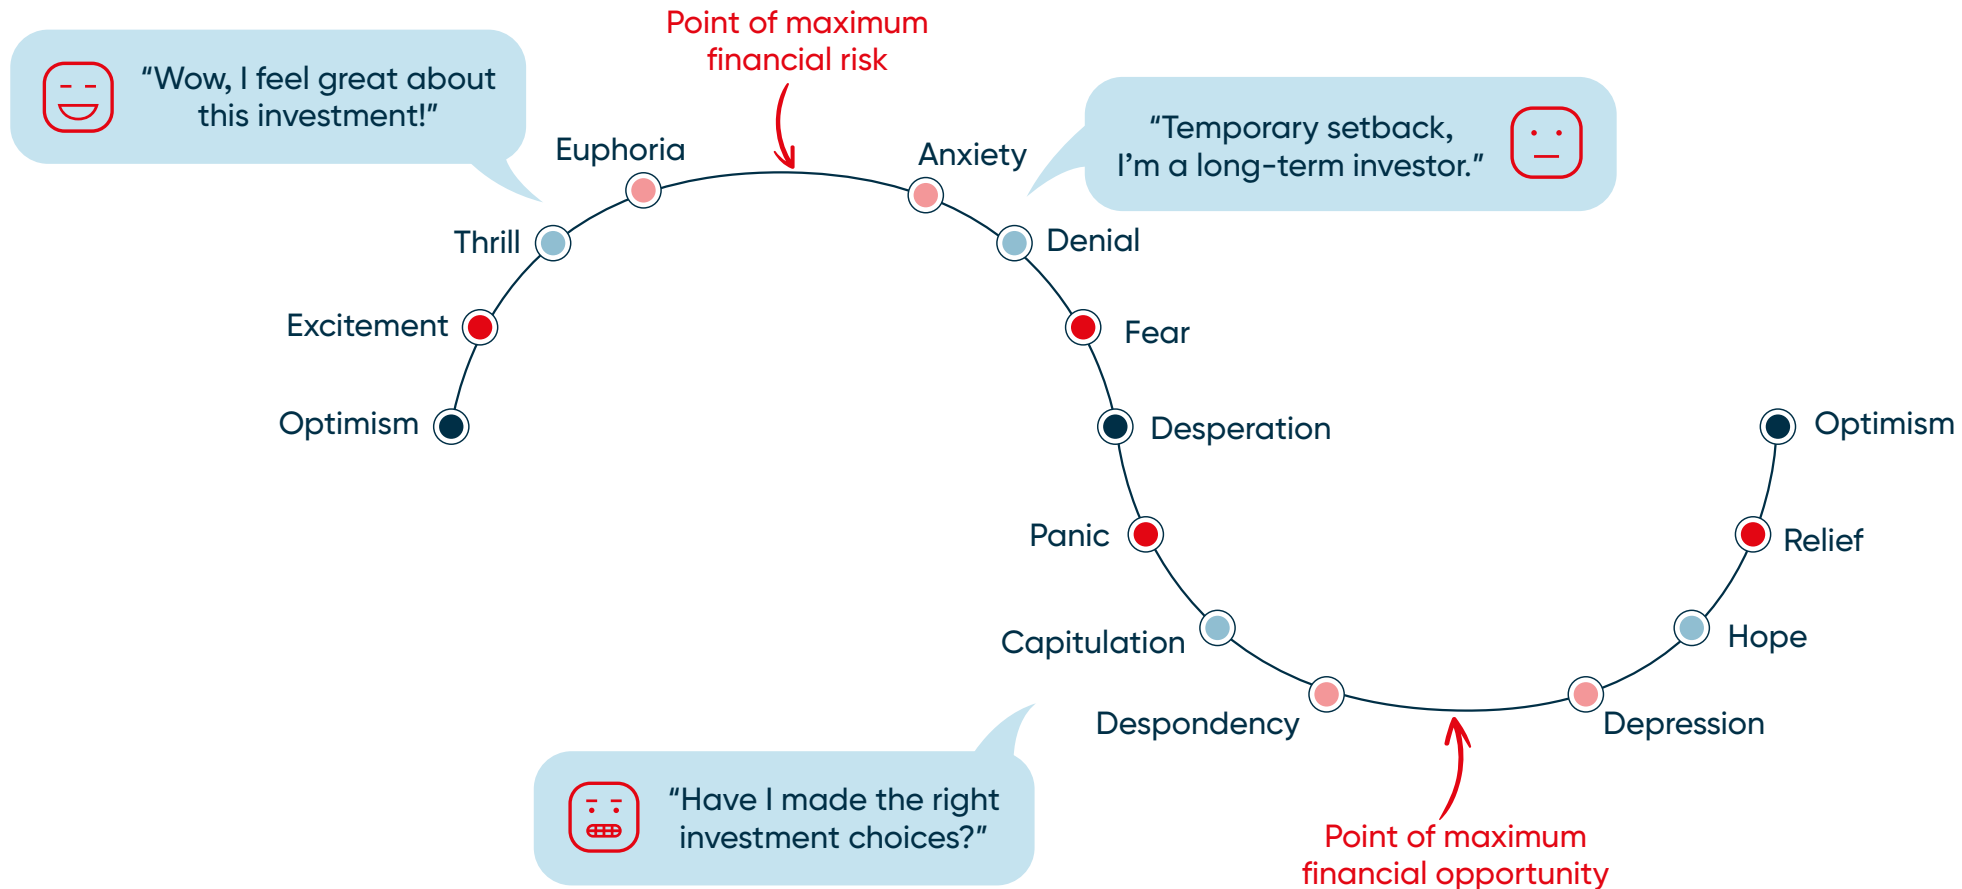 Point of maximum
financial risk
“Wow, I feel great about
this investment!”
“Temporary setback,
I’m a long-term investor.”
Euphoria
Anxiety
Thrill
Denial
Excitement
Fear
Optimism
Desperation
Optimism
Panic
Relief
Capitulation
Hope
Despondency
Depression
“Have I made the right
investment choices?”
Point of maximum
financial opportunity